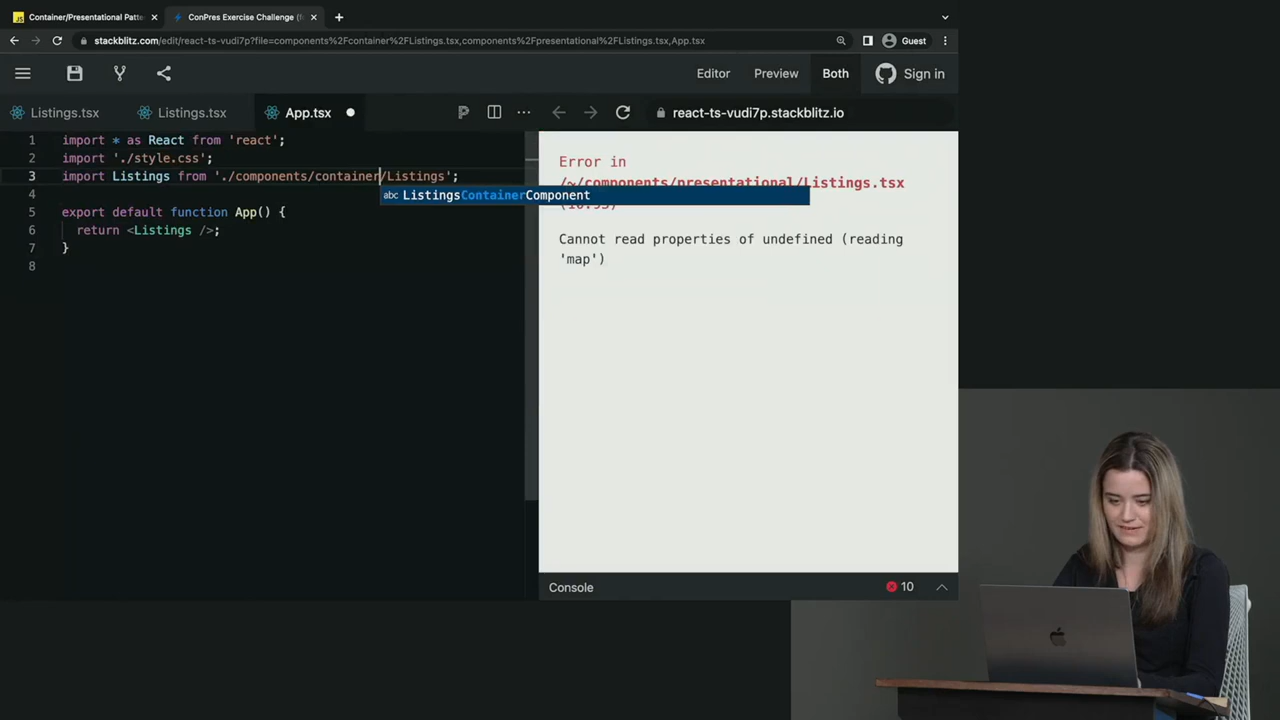 Container/Presentational Patte
ConPres Exercise Challenge (f
stackblitz.com/edit/react-ts-vudi7p?file=components%2Fcontainer%2FListings.tsx,components%2Fpresentational%2FListings.tsx,App.tsx
Guest
Editor
Preview
Both
Sign in
Listings.tsx
Listings.tsx
App.tsx
react-ts-vudi7p.stackblitz.io
1 import * as React from 'react';
2 import './style.css';
3 import Listings from './components/container/Listings';
abc ListingsContainerComponent
4
5 export default function App() {
6 return <Listings />;
7 }
8
Error in
/~/components/presentational/Listings.tsx
Cannot read properties of undefined (reading
'map')
Console
10